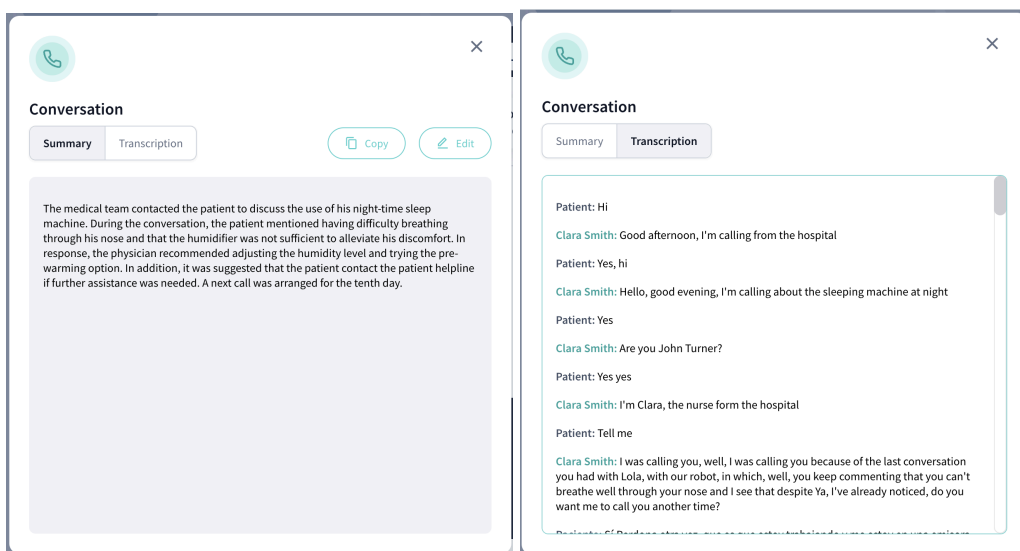 Conversation
Summary
Transcription
Copy
Edit
The medical team contacted the patient to discuss the use of his night-time sleep
machine. During the conversation, the patient mentioned having difficulty breathing
through his nose and that the humidifier was not sufficient to alleviate his discomfort. In
response, the physician recommended adjusting the humidity level and trying the pre-
warming option. In addition, it was suggested that the patient contact the patient helpline
if further assistance was needed. A next call was arranged for the tenth day.
Conversation
Summary
Transcription
Patient: Hi
Clara Smith: Good afternoon, I'm calling from the hospital
Patient: Yes, hi
Clara Smith: Hello, good evening, I'm calling about the sleeping machine at night
Patient: Yes
Clara Smith: Are you John Turner?
Patient: Yes yes
Clara Smith: I'm Clara, the nurse form the hospital
Patient: Tell me
Clara Smith: I was calling you, well, I was calling you because of the last conversation
you had with Lola, with our robot, in which, well, you keep commenting that you can't
breathe well through your nose and I see that despite Ya, I've already noticed, do you
want me to call you another time?